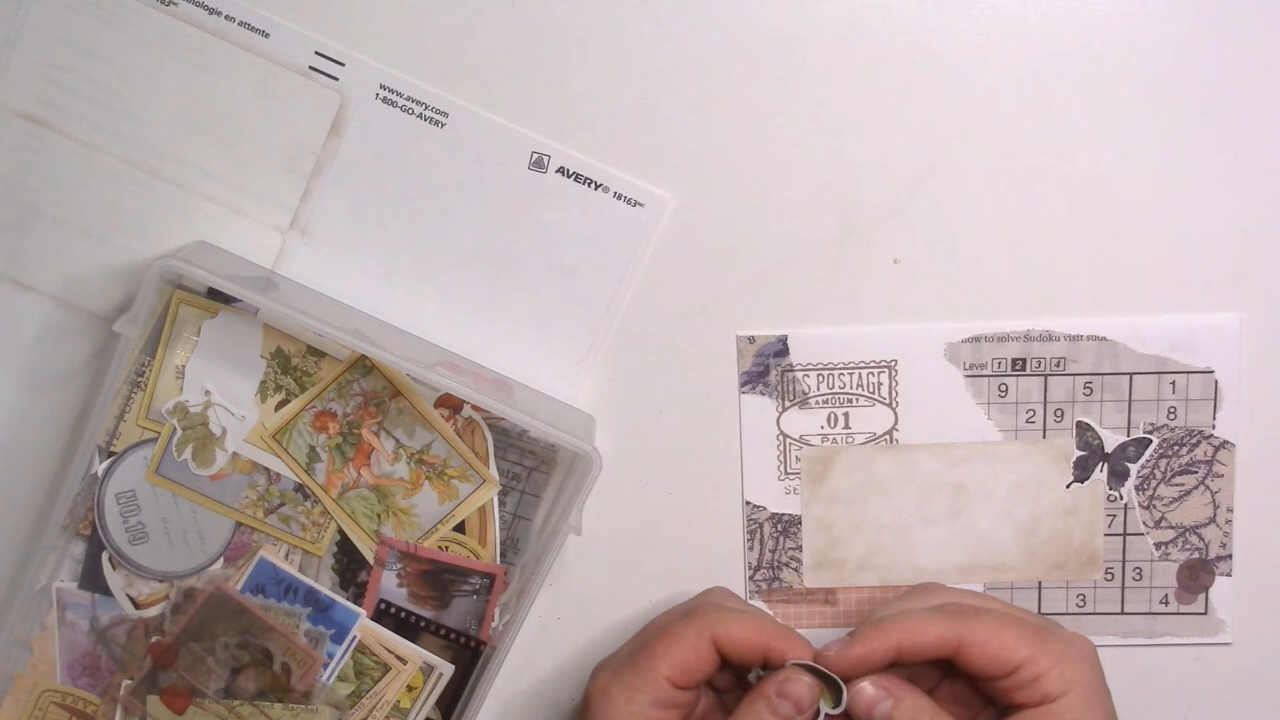 nologie en attente
www.avery.com
1-800-GO-AVERY
AVERY® 18163
U.S. POSTAGE
AMOUNT
.01
PAID
how to solve Sudoku visit
Level 1 2 3 4
9 5 1
2 9 8
7
5 3
3 4
NO.19